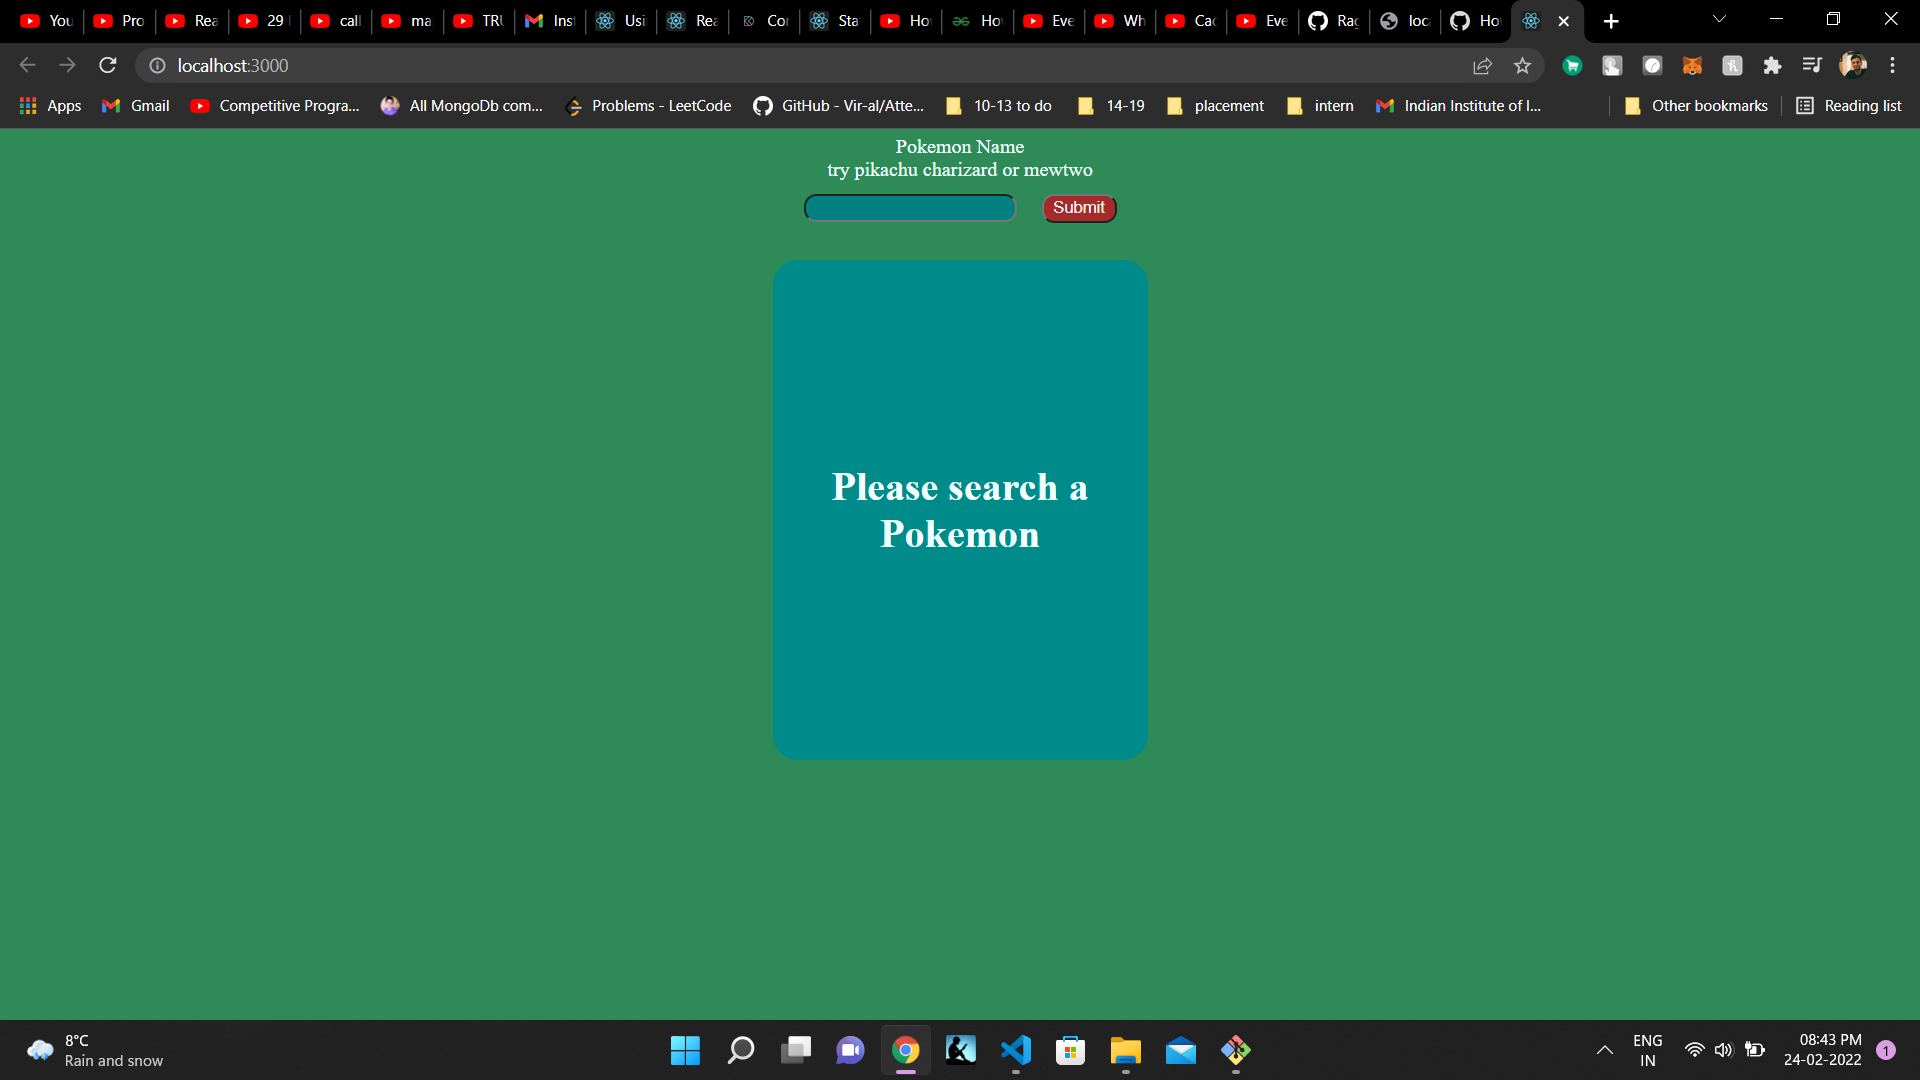 You
Pro
Rea
29
call
ma
TRU
Inst
Usi
Rea
Cor
Sta
Ho
Ho
Eve
Wh
Cac
Eve
Rag
loca
Ho
localhost:3000
Apps
Gmail
Competitive Progra...
All MongoDb com...
Problems - LeetCode
GitHub - Vir-al/Atte...
10-13 to do
14-19
placement
intern
Indian Institute of I...
Other bookmarks
Reading list
Pokemon Name
try pikachu charizard or mewtwo
Submit
Please search a
Pokemon
8°C
Rain and snow
ENG
IN
08:43 PM
24-02-2022
1